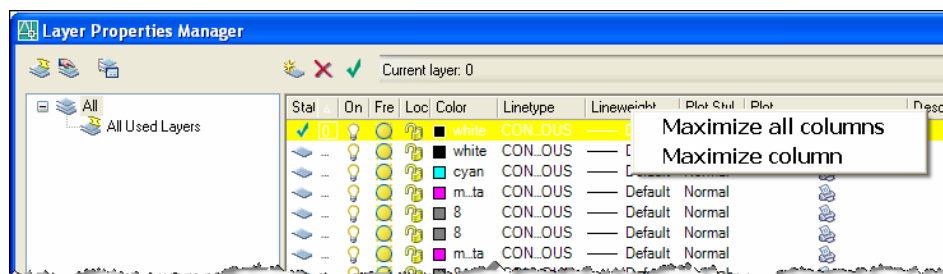 Layer Properties Manager
Current layer: 0
All
All Used Layers
Stat On Fre Loc Color Linetype Lineweight Plot Styl Plot Desc
Maximize all columns
Maximize column
0 white CON...OUS D
white CON...OUS
cyan CON...OUS
m...ta CON...OUS Default Normal
8 CON...OUS Default Normal
8 CON...OUS Default Normal
m...ta CON...OUS Default Normal